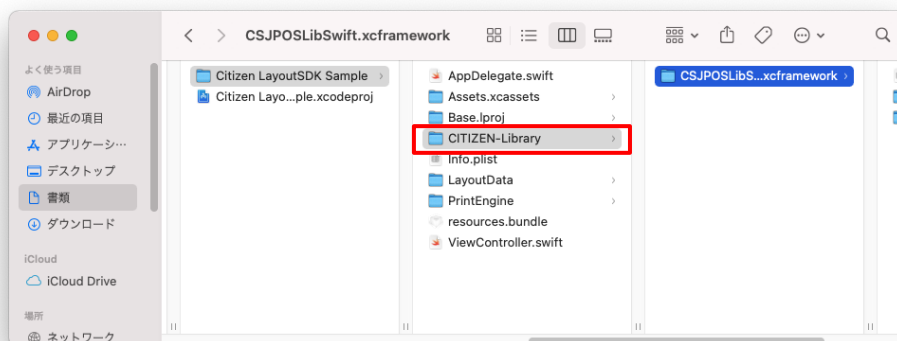 CSJPOSLibSwift.xcframework
よく使う項目
AirDrop
最近の項目
アプリケーシ…
デスクトップ
書類
ダウンロード
iCloud
iCloud Drive
場所
ネットワーク
Citizen LayoutSDK Sample
Citizen Layo...ple.xcodeproj
AppDelegate.swift
Assets.xcassets
Base.lproj
CITIZEN-Library
Info.plist
LayoutData
PrintEngine
resources.bundle
ViewController.swift
CSJPOSLibS...xcframework